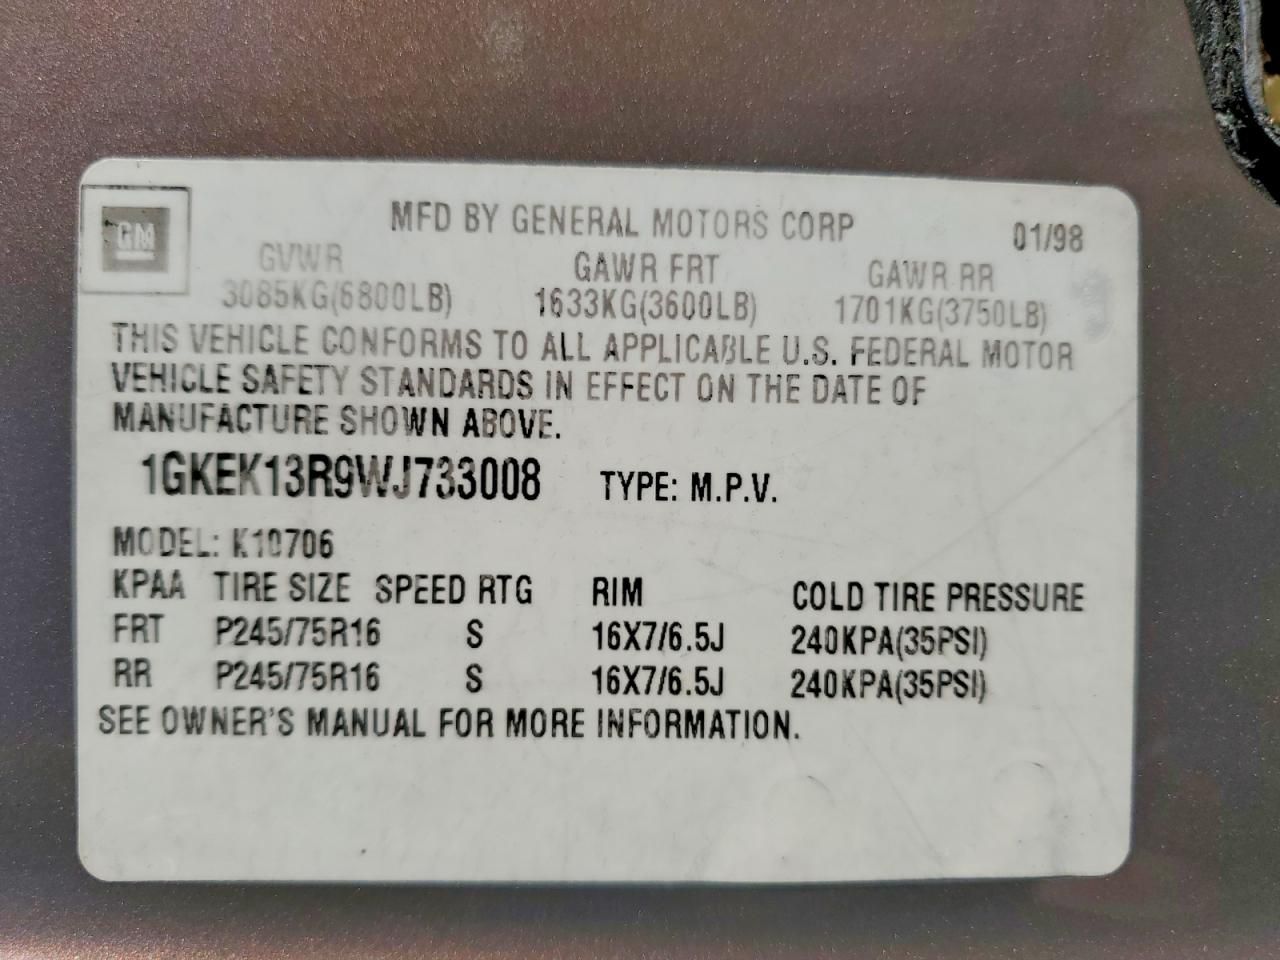 GM
MFD BY GENERAL MOTORS CORP 01/98
GVWR GAWR FRT GAWR RR
3085KG(6800LB) 1633KG(3600LB) 1701KG(3750LB)
THIS VEHICLE CONFORMS TO ALL APPLICABLE U.S. FEDERAL MOTOR
VEHICLE SAFETY STANDARDS IN EFFECT ON THE DATE OF
MANUFACTURE SHOWN ABOVE.
1GKEK13R9WJ733008 TYPE: M.P.V.
MODEL: K10706
KPAA TIRE SIZE SPEED RTG RIM COLD TIRE PRESSURE
FRT P245/75R16 S 16X7/6.5J 240KPA(35PSI)
RR P245/75R16 S 16X7/6.5J 240KPA(35PSI)
SEE OWNER'S MANUAL FOR MORE INFORMATION.